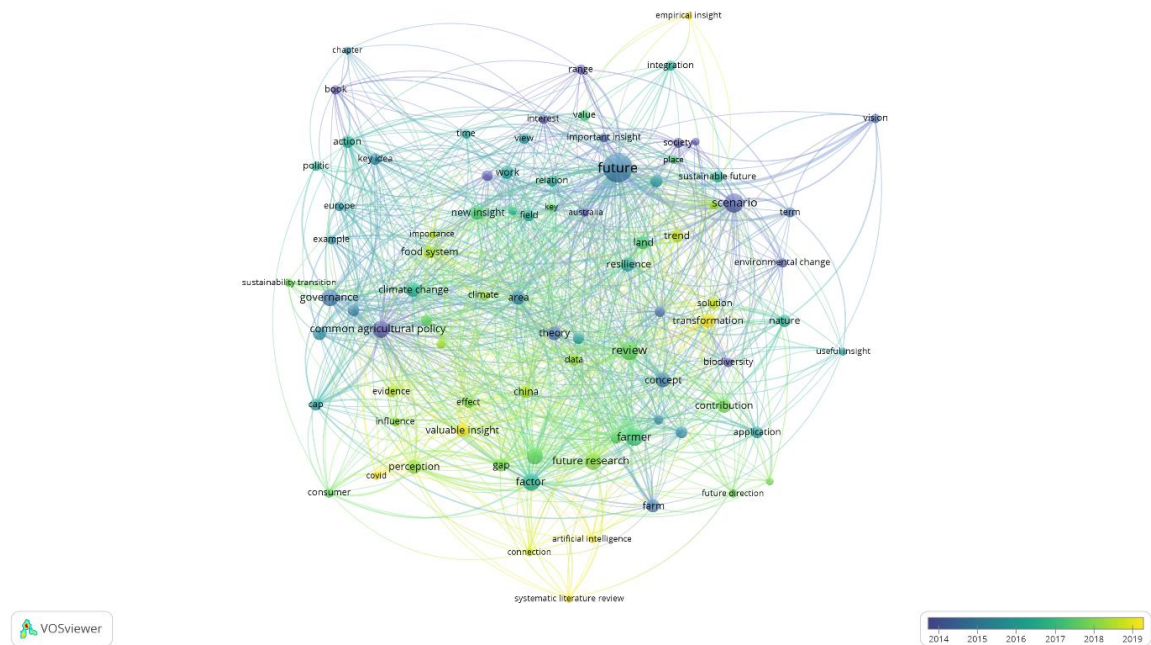 empirical insight
chapter
integration
range
book
value
interest
vision
time
view
important insight
action
society
key idea
place
politic
future
work
relation
sustainable future
europe
scenario
key
new insight
field
australia
term
example
importance
trend
land
food system
resilience
environmental change
sustainability transition
climate change
governance
climate
area
solution
transformation
nature
common agricultural policy
theory
review
useful insight
data
biodiversity
concept
evidence
china
cap
effect
contribution
influence
valuable insight
application
farmer
perception
gap
future research
covid
factor
consumer
future direction
farm
artificial intelligence
connection
systematic literature review
VOSviewer
2014 2015 2016 2017 2018 2019